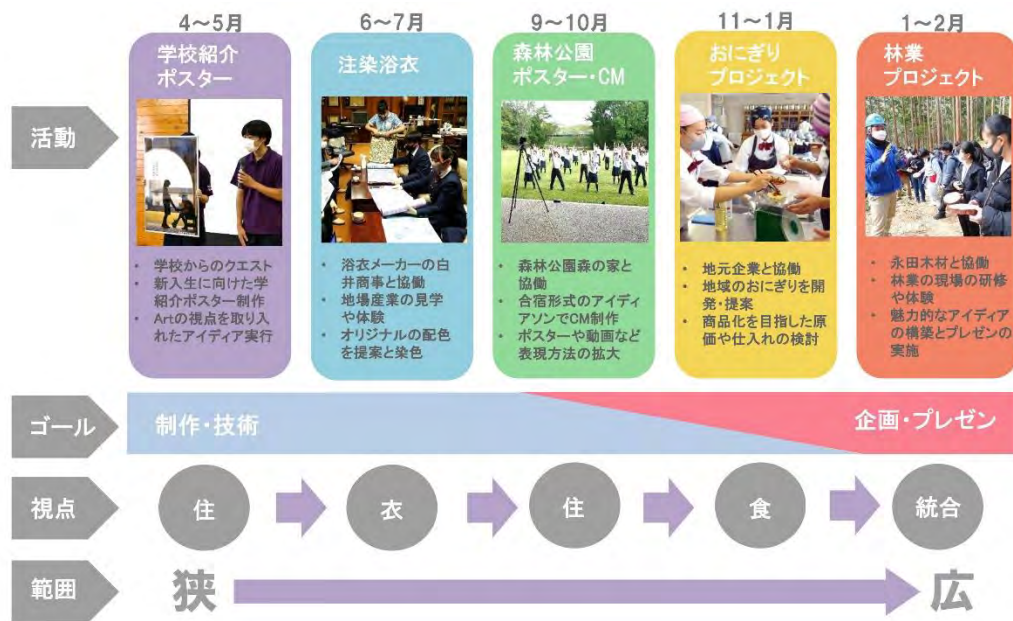 4~5月
6~7月
9~10月
11~1月
1~2月
活動
学校紹介
ポスター
・学校からのクエスト
・新入生に向けた学
紹介ポスター制作
・Artの視点を取り入
れたアイディア実行
注染浴衣
・浴衣メーカーの白
井商事と協働
・地場産業の見学
や体験
・オリジナルの配色
を提案と染色
森林公園
ポスター・CM
・森林公園森の家と
協働
・合宿形式のアイディ
アソンでCM制作
・ポスターや動画など
表現方法の拡大
おにぎり
プロジェクト
・地元企業と協働
・地域のおにぎりを開
発・提案
・商品化を目指した原
価や仕入れの検討
林業
プロジェクト
・永田木材と協働
・林業の現場の研修
や体験
・魅力的なアイディア
の構築とプレゼンの
実施
ゴール
制作・技術
企画・プレゼン
視点
住
衣
住
食
統合
範囲
狭
広